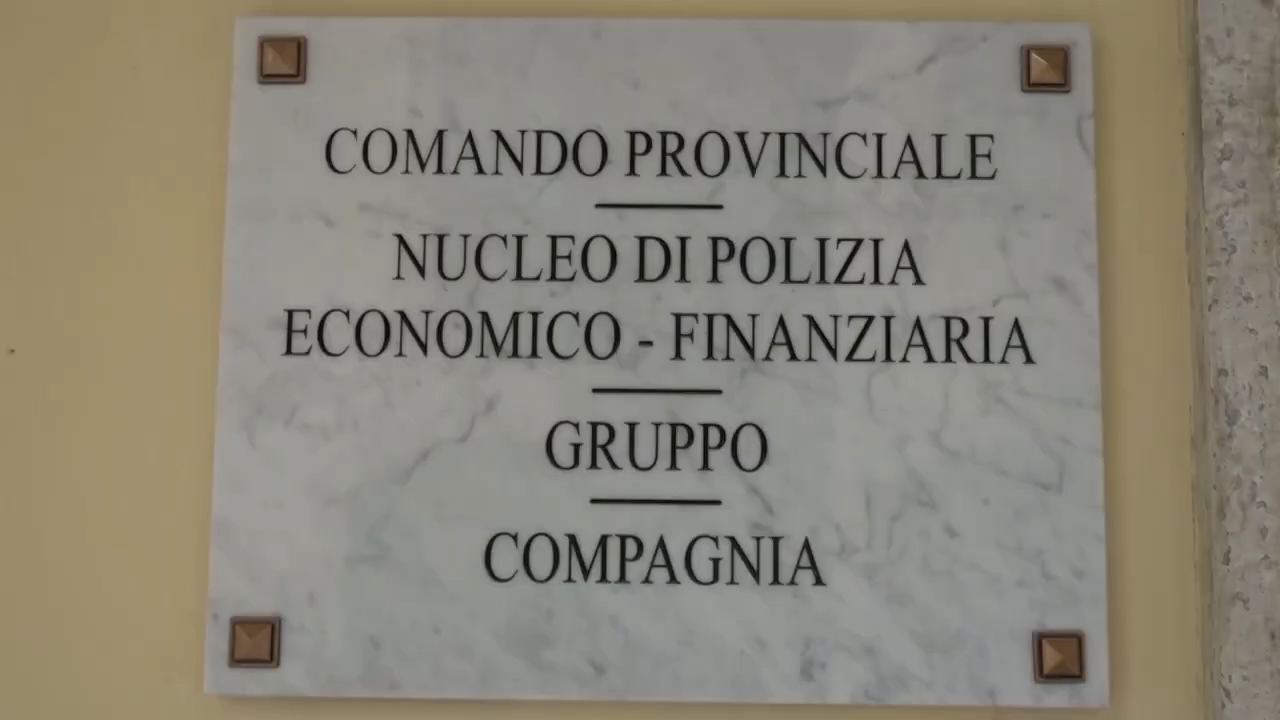 COMANDO PROVINCIALE
NUCLEO DI POLIZIA
ECONOMICO - FINANZIARIA
GRUPPO
COMPAGNIA